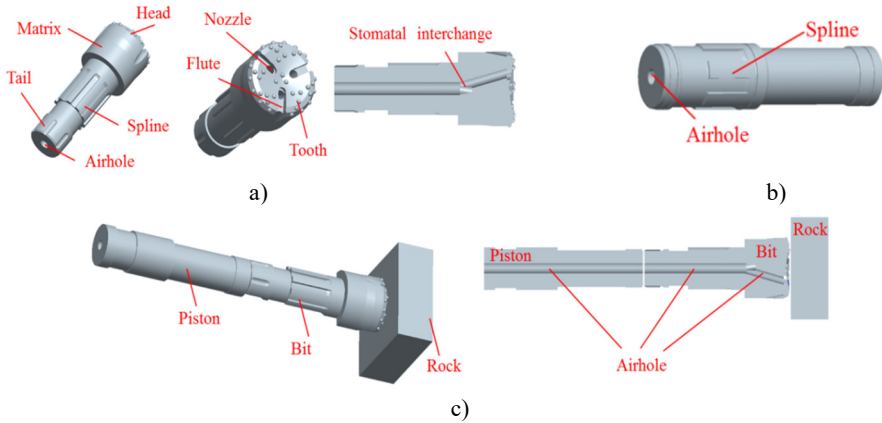 Head
Matrix
Tail
Spline
Airhole
Nozzle
Flute
Tooth
Stomatal interchange
a)
Spline
Airhole
b)
Piston
Bit
Rock
Piston
Bit
Rock
Airhole
c)